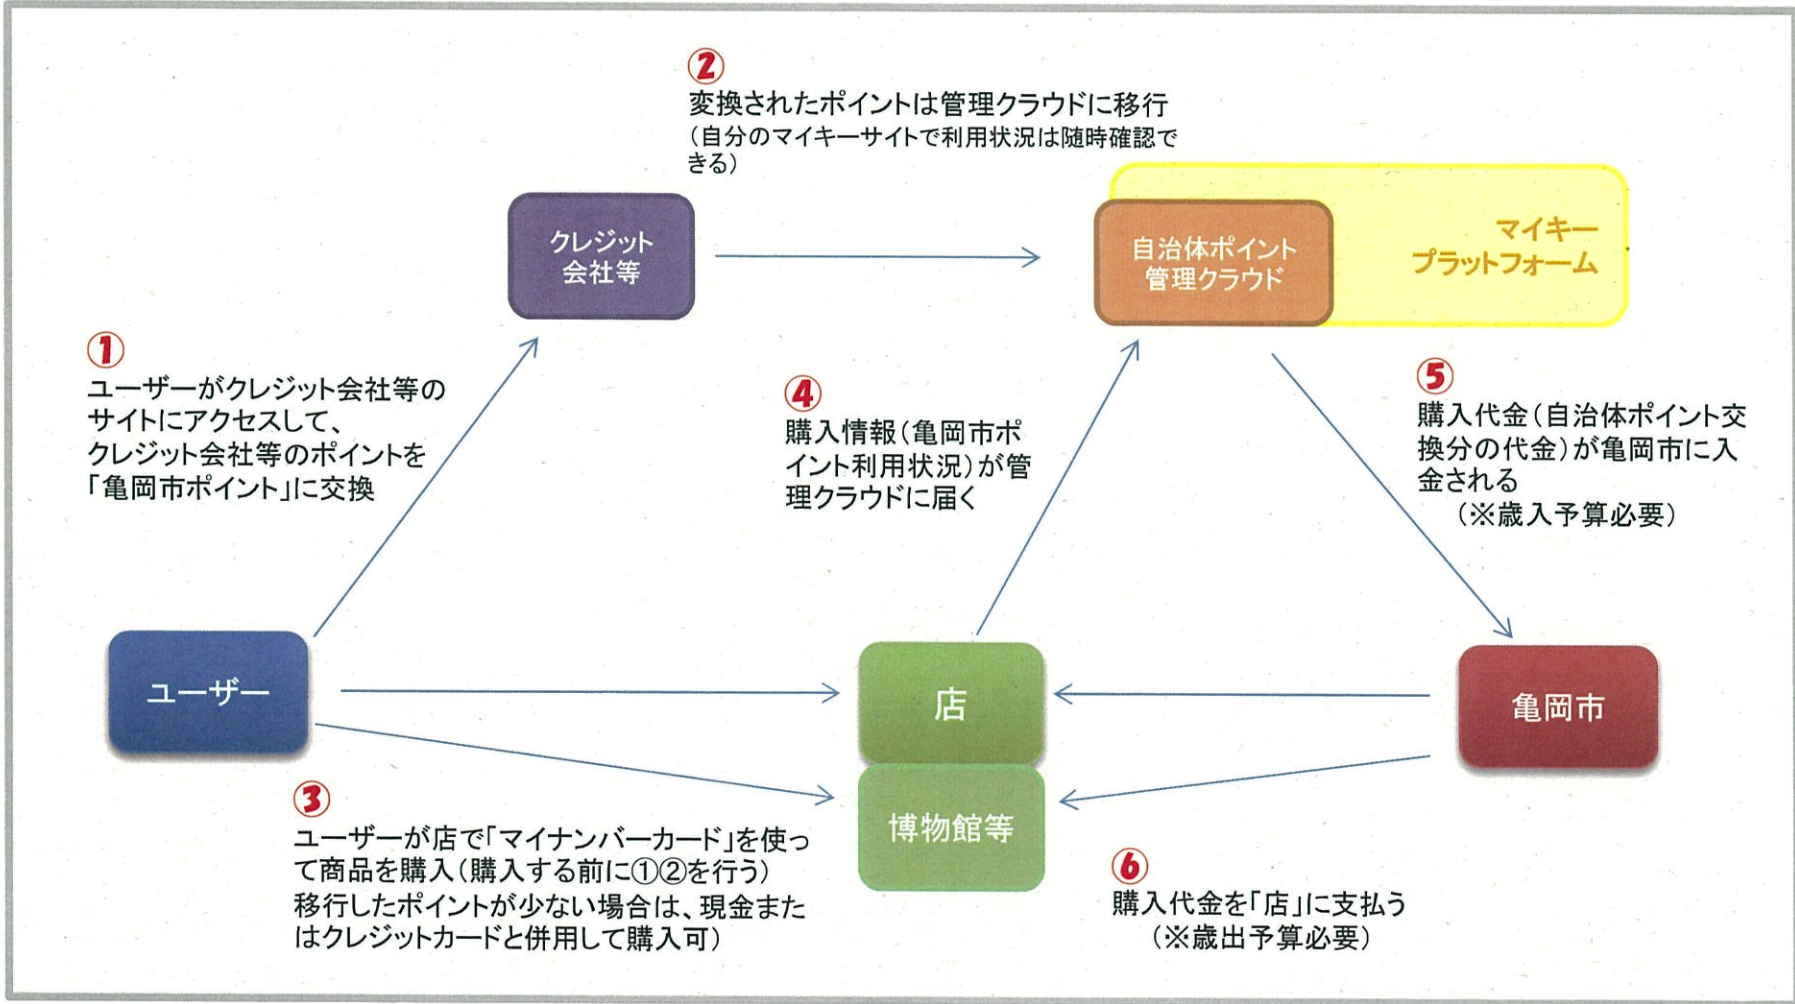 ②
変換されたポイントは管理クラウドに移行
（自分のマイキーサイトで利用状況は随時確認で
きる）
クレジット
会社等
自治体ポイント
管理クラウド
マイキー
プラットフォーム
①
ユーザーがクレジット会社等の
サイトにアクセスして、
クレジット会社等のポイントを
「亀岡市ポイント」に交換
④
購入情報（亀岡市ポ
イント利用状況）が管
理クラウドに届く
⑤
購入代金（自治体ポイント交
換分の代金）が亀岡市に入
金される
（※歳入予算必要）
ユーザー
店
亀岡市
博物館等
③
ユーザーが店で「マイナンバーカード」を使っ
て商品を購入（購入する前に①②を行う）
移行したポイントが少ない場合は、現金また
はクレジットカードと併用して購入可）
⑥
購入代金を「店」に支払う
（※歳出予算必要）